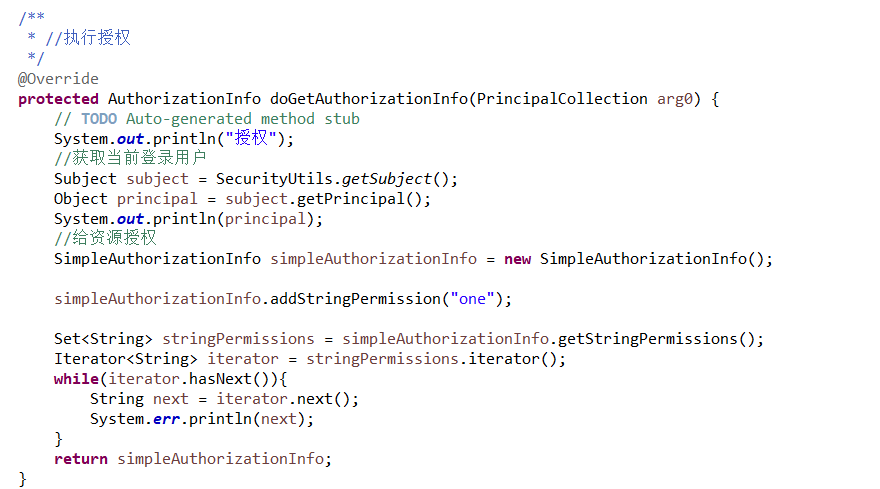 /**
 * //执行授权
 */
@Override
protected AuthorizationInfo doGetAuthorizationInfo(PrincipalCollection arg0) {
    // TODO Auto-generated method stub
    System.out.println("授权");
    //获取当前登录用户
    Subject subject = SecurityUtils.getSubject();
    Object principal = subject.getPrincipal();
    System.out.println(principal);
    //给资源授权
    SimpleAuthorizationInfo simpleAuthorizationInfo = new SimpleAuthorizationInfo();
    simpleAuthorizationInfo.addStringPermission("one");
    Set<String> stringPermissions = simpleAuthorizationInfo.getStringPermissions();
    Iterator<String> iterator = stringPermissions.iterator();
    while(iterator.hasNext()){
        String next = iterator.next();
        System.err.println(next);
    }
    return simpleAuthorizationInfo;
}